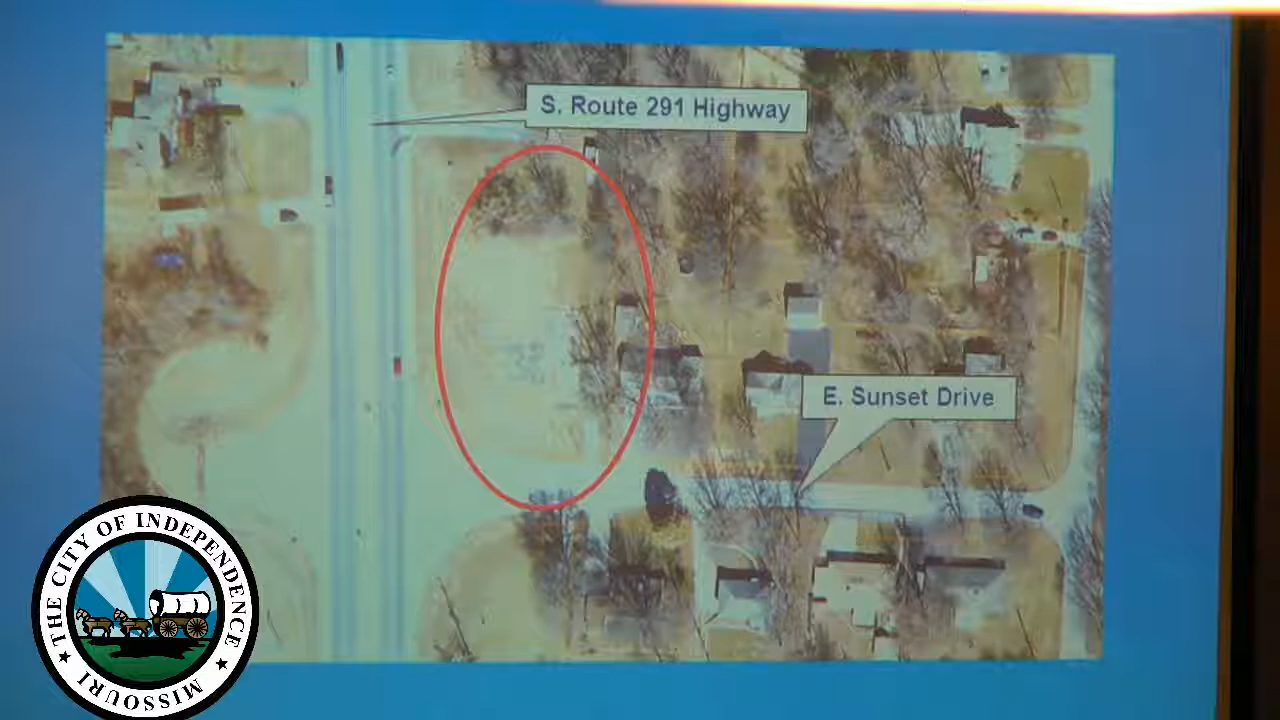 S. Route 291 Highway
E. Sunset Drive
THE CITY OF INDEPENDENCE
MISSOURI